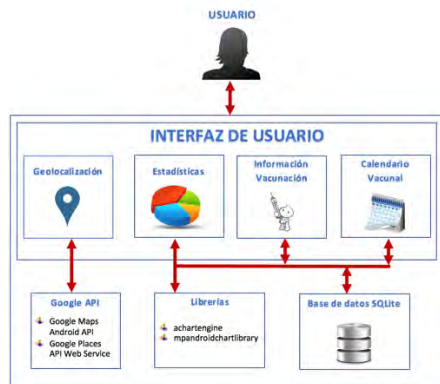 USUARIO
INTERFAZ DE USUARIO
Geolocalización
Estadísticas
Información
Vacunación
Calendario
Vacunal
Google API
Google Maps
Android API
Google Places
API Web Service
Librerías
achartengine
mpandroidchartlibrary
Base de datos SQLite